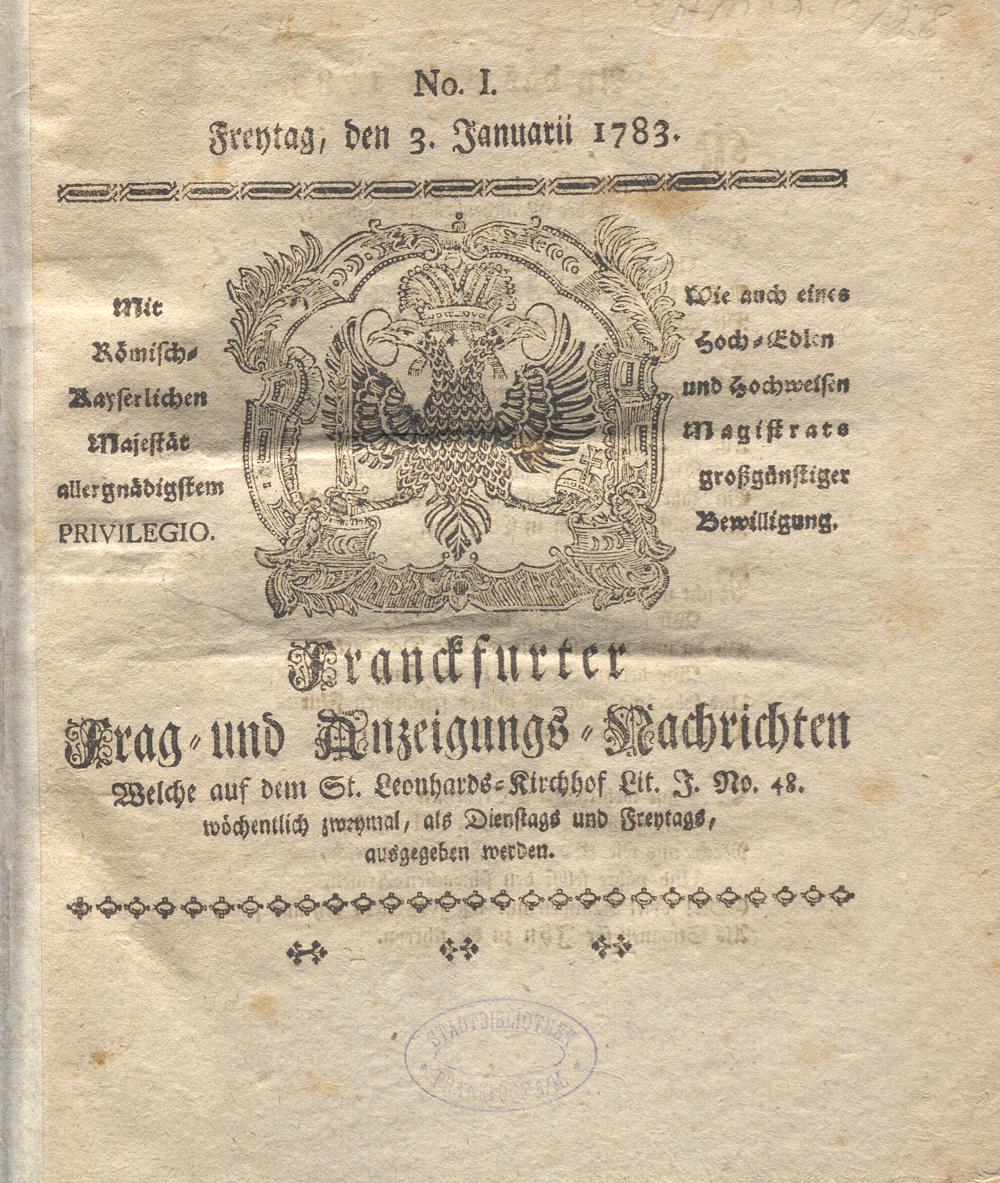 No. I.
Freytag, den 3. Januarii 1783.
Mit
Römisch-
Kayserlichen
Majestät
allergnädigstem
PRIVILEGIO.
Wie auch eines
Hoch-Edlen
und Hochweisen
Magistrats
großgünstiger
Bewilligung.
Franckfurter
Frag- und Anzeigungs-Nachrichten
Welche auf dem St. Leonhards-Kirchhof Lit. J. No. 48.
wöchentlich zweymal, als Dienstags und Freytags,
ausgegeben werden.
STADTBIBLIOTHEK
FRANKFURT a/M.